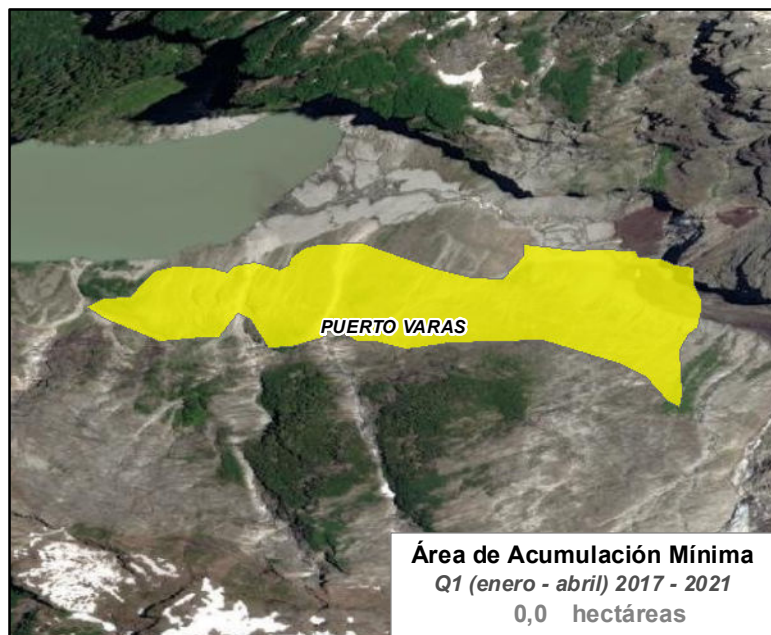 PUERTO VARAS
Área de Acumulación Mínima
Q1 (enero - abril) 2017 - 2021
0,0 hectáreas